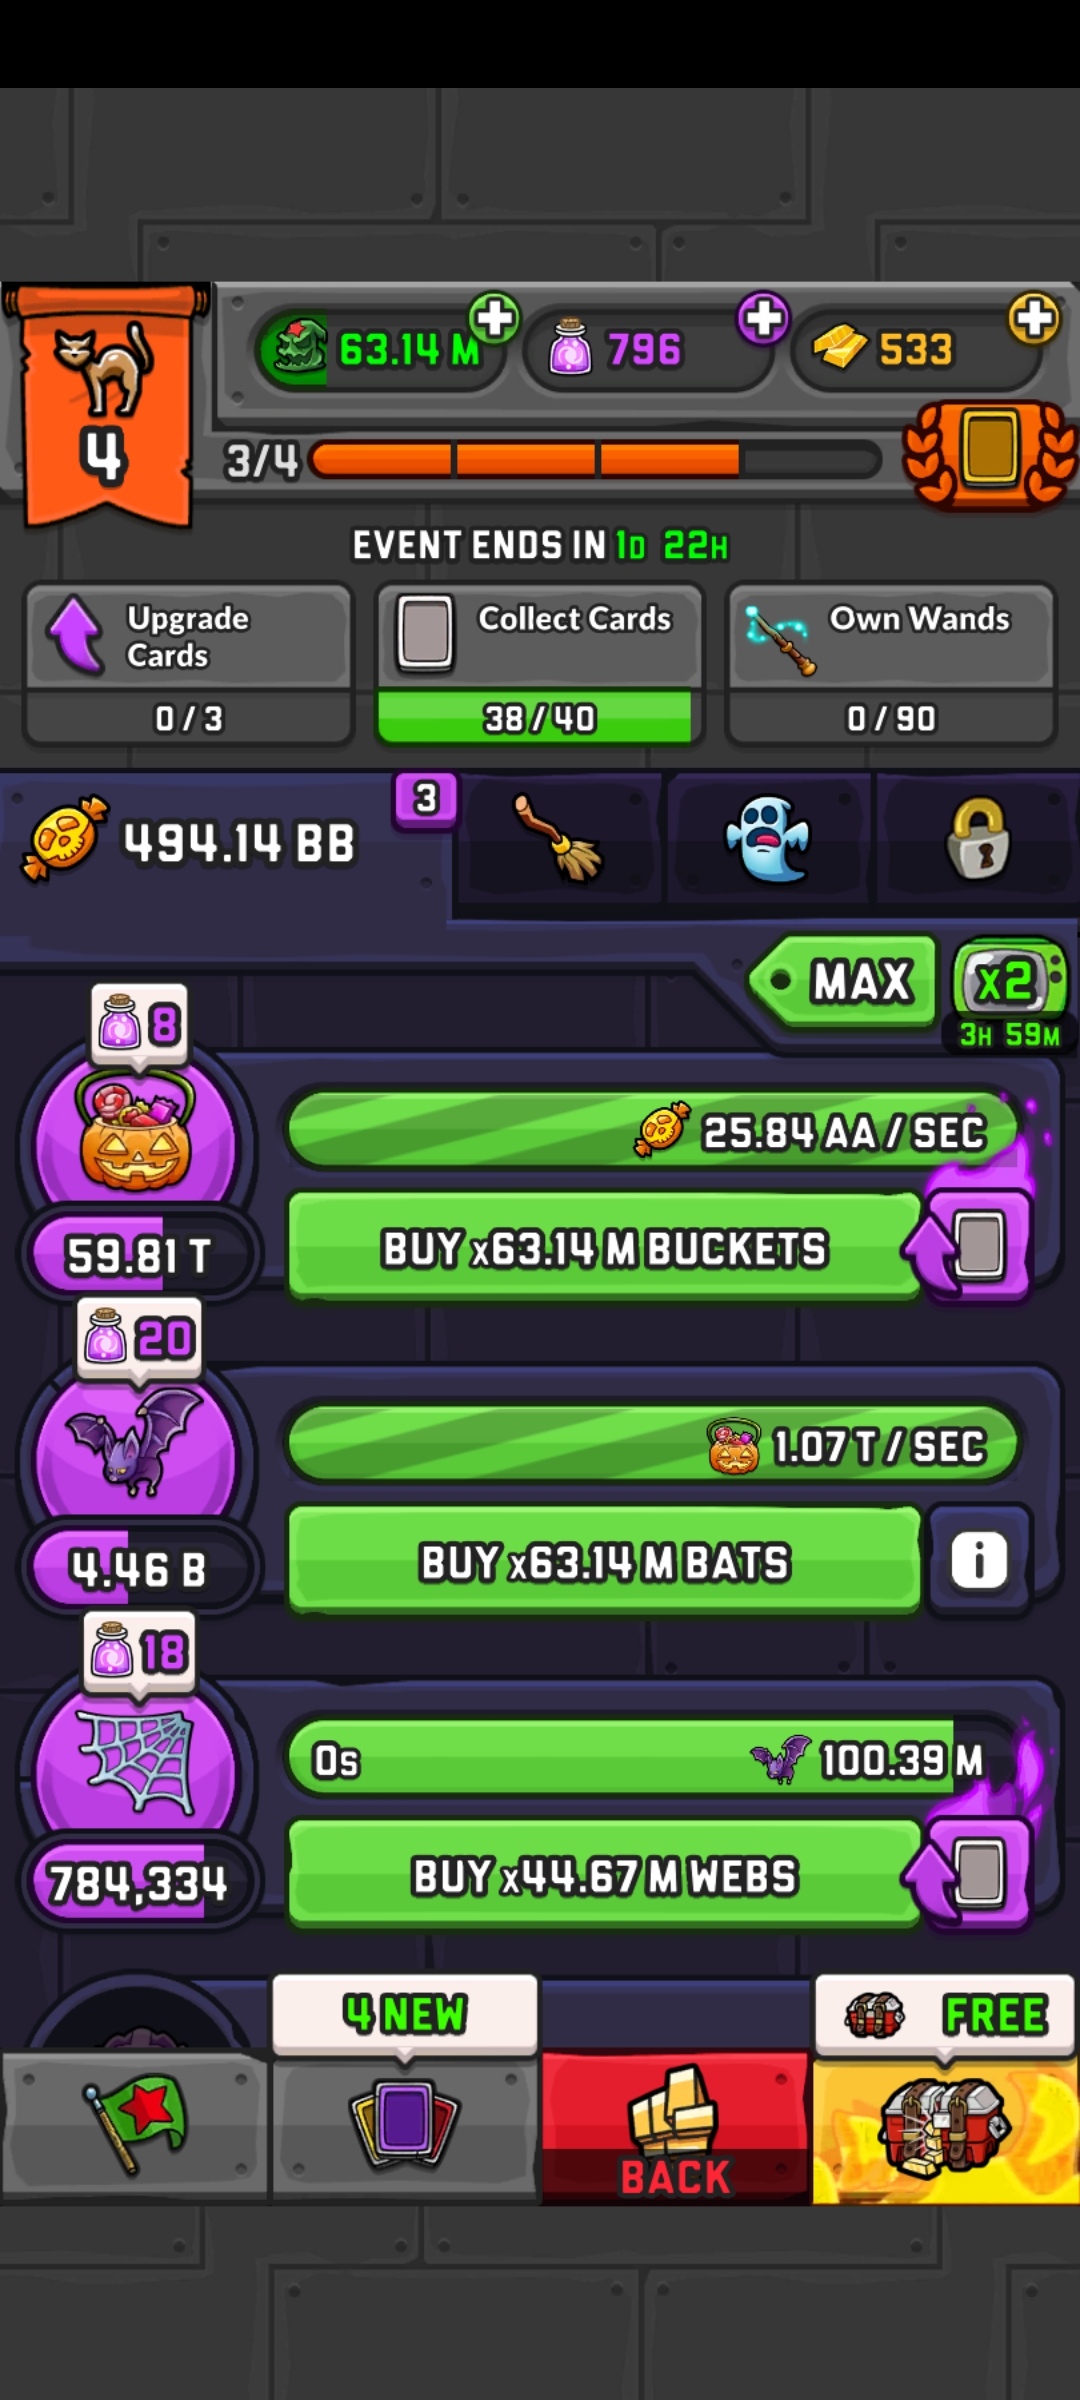 63.14 M
796
533
4
3/4
EVENT ENDS IN 1D 22H
Upgrade
Cards
Collect Cards
Own Wands
0 / 3
38 / 40
0 / 90
3
494.14 BB
MAX
x2
3H 59M
8
25.84 AA / SEC
BUY x63.14 M BUCKETS
59.81 T
20
1.07 T / SEC
BUY x63.14 M BATS
i
4.46 B
18
0s
100.39 M
BUY x44.67 M WEBS
784,334
4 NEW
FREE
BACK